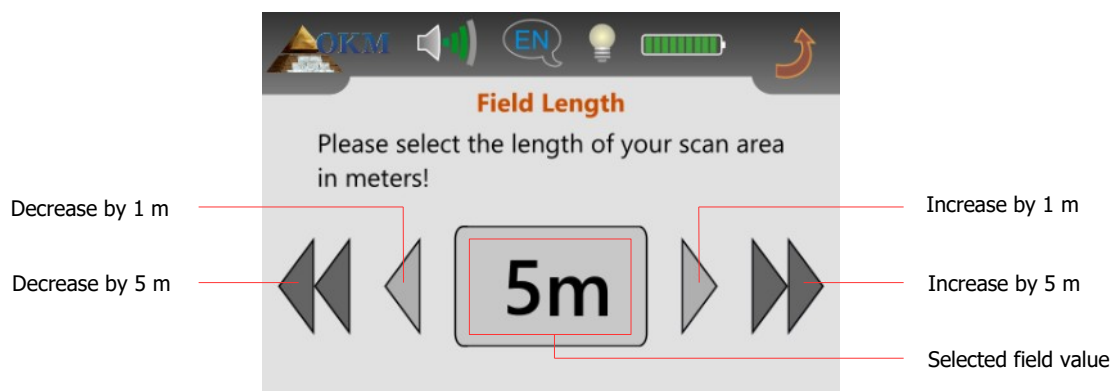 OKM
EN
Field Length
Please select the length of your scan area
in meters!
Decrease by 1 m
Increase by 1 m
Decrease by 5 m
5m
Increase by 5 m
Selected field value